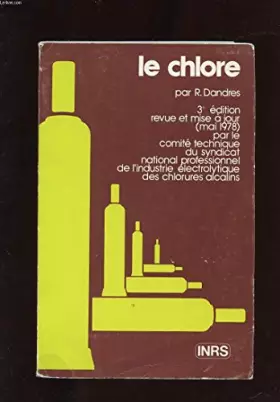 le chlore
par R. Dandres
3e édition
revue et mise à jour
(mai 1978)
par le
comité technique
du syndicat
national professionnel
de l'industrie électrolytique
des chlorures alcalins
INRS